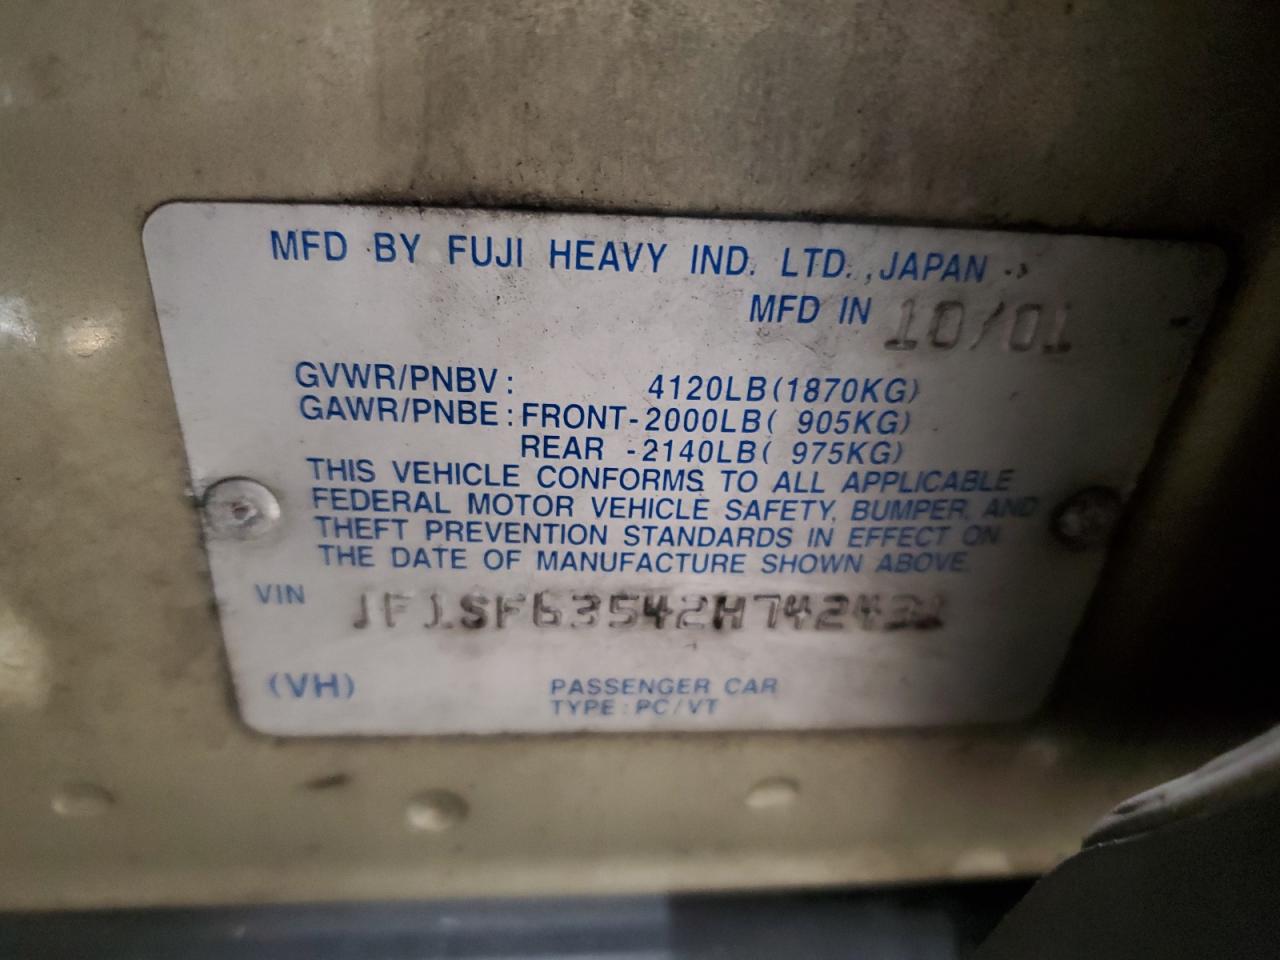 MFD BY FUJI HEAVY IND. LTD., JAPAN
MFD IN 10/01
GVWR/PNBV: 4120LB(1870KG)
GAWR/PNBE: FRONT-2000LB( 905KG)
REAR -2140LB( 975KG)
THIS VEHICLE CONFORMS TO ALL APPLICABLE
FEDERAL MOTOR VEHICLE SAFETY, BUMPER, AND
THEFT PREVENTION STANDARDS IN EFFECT ON
THE DATE OF MANUFACTURE SHOWN ABOVE.
VIN JF1SF63542H742431
(VH) PASSENGER CAR
TYPE: PC/VT